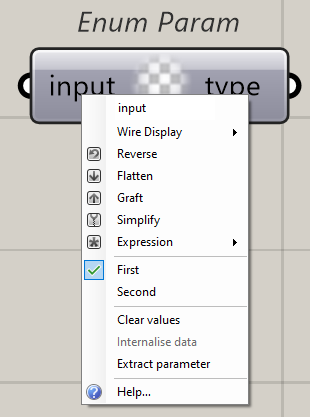 Enum Param
input type
input
Wire Display
Reverse
Flatten
Graft
Simplify
Expression
First
Second
Clear values
Internalise data
Extract parameter
Help...